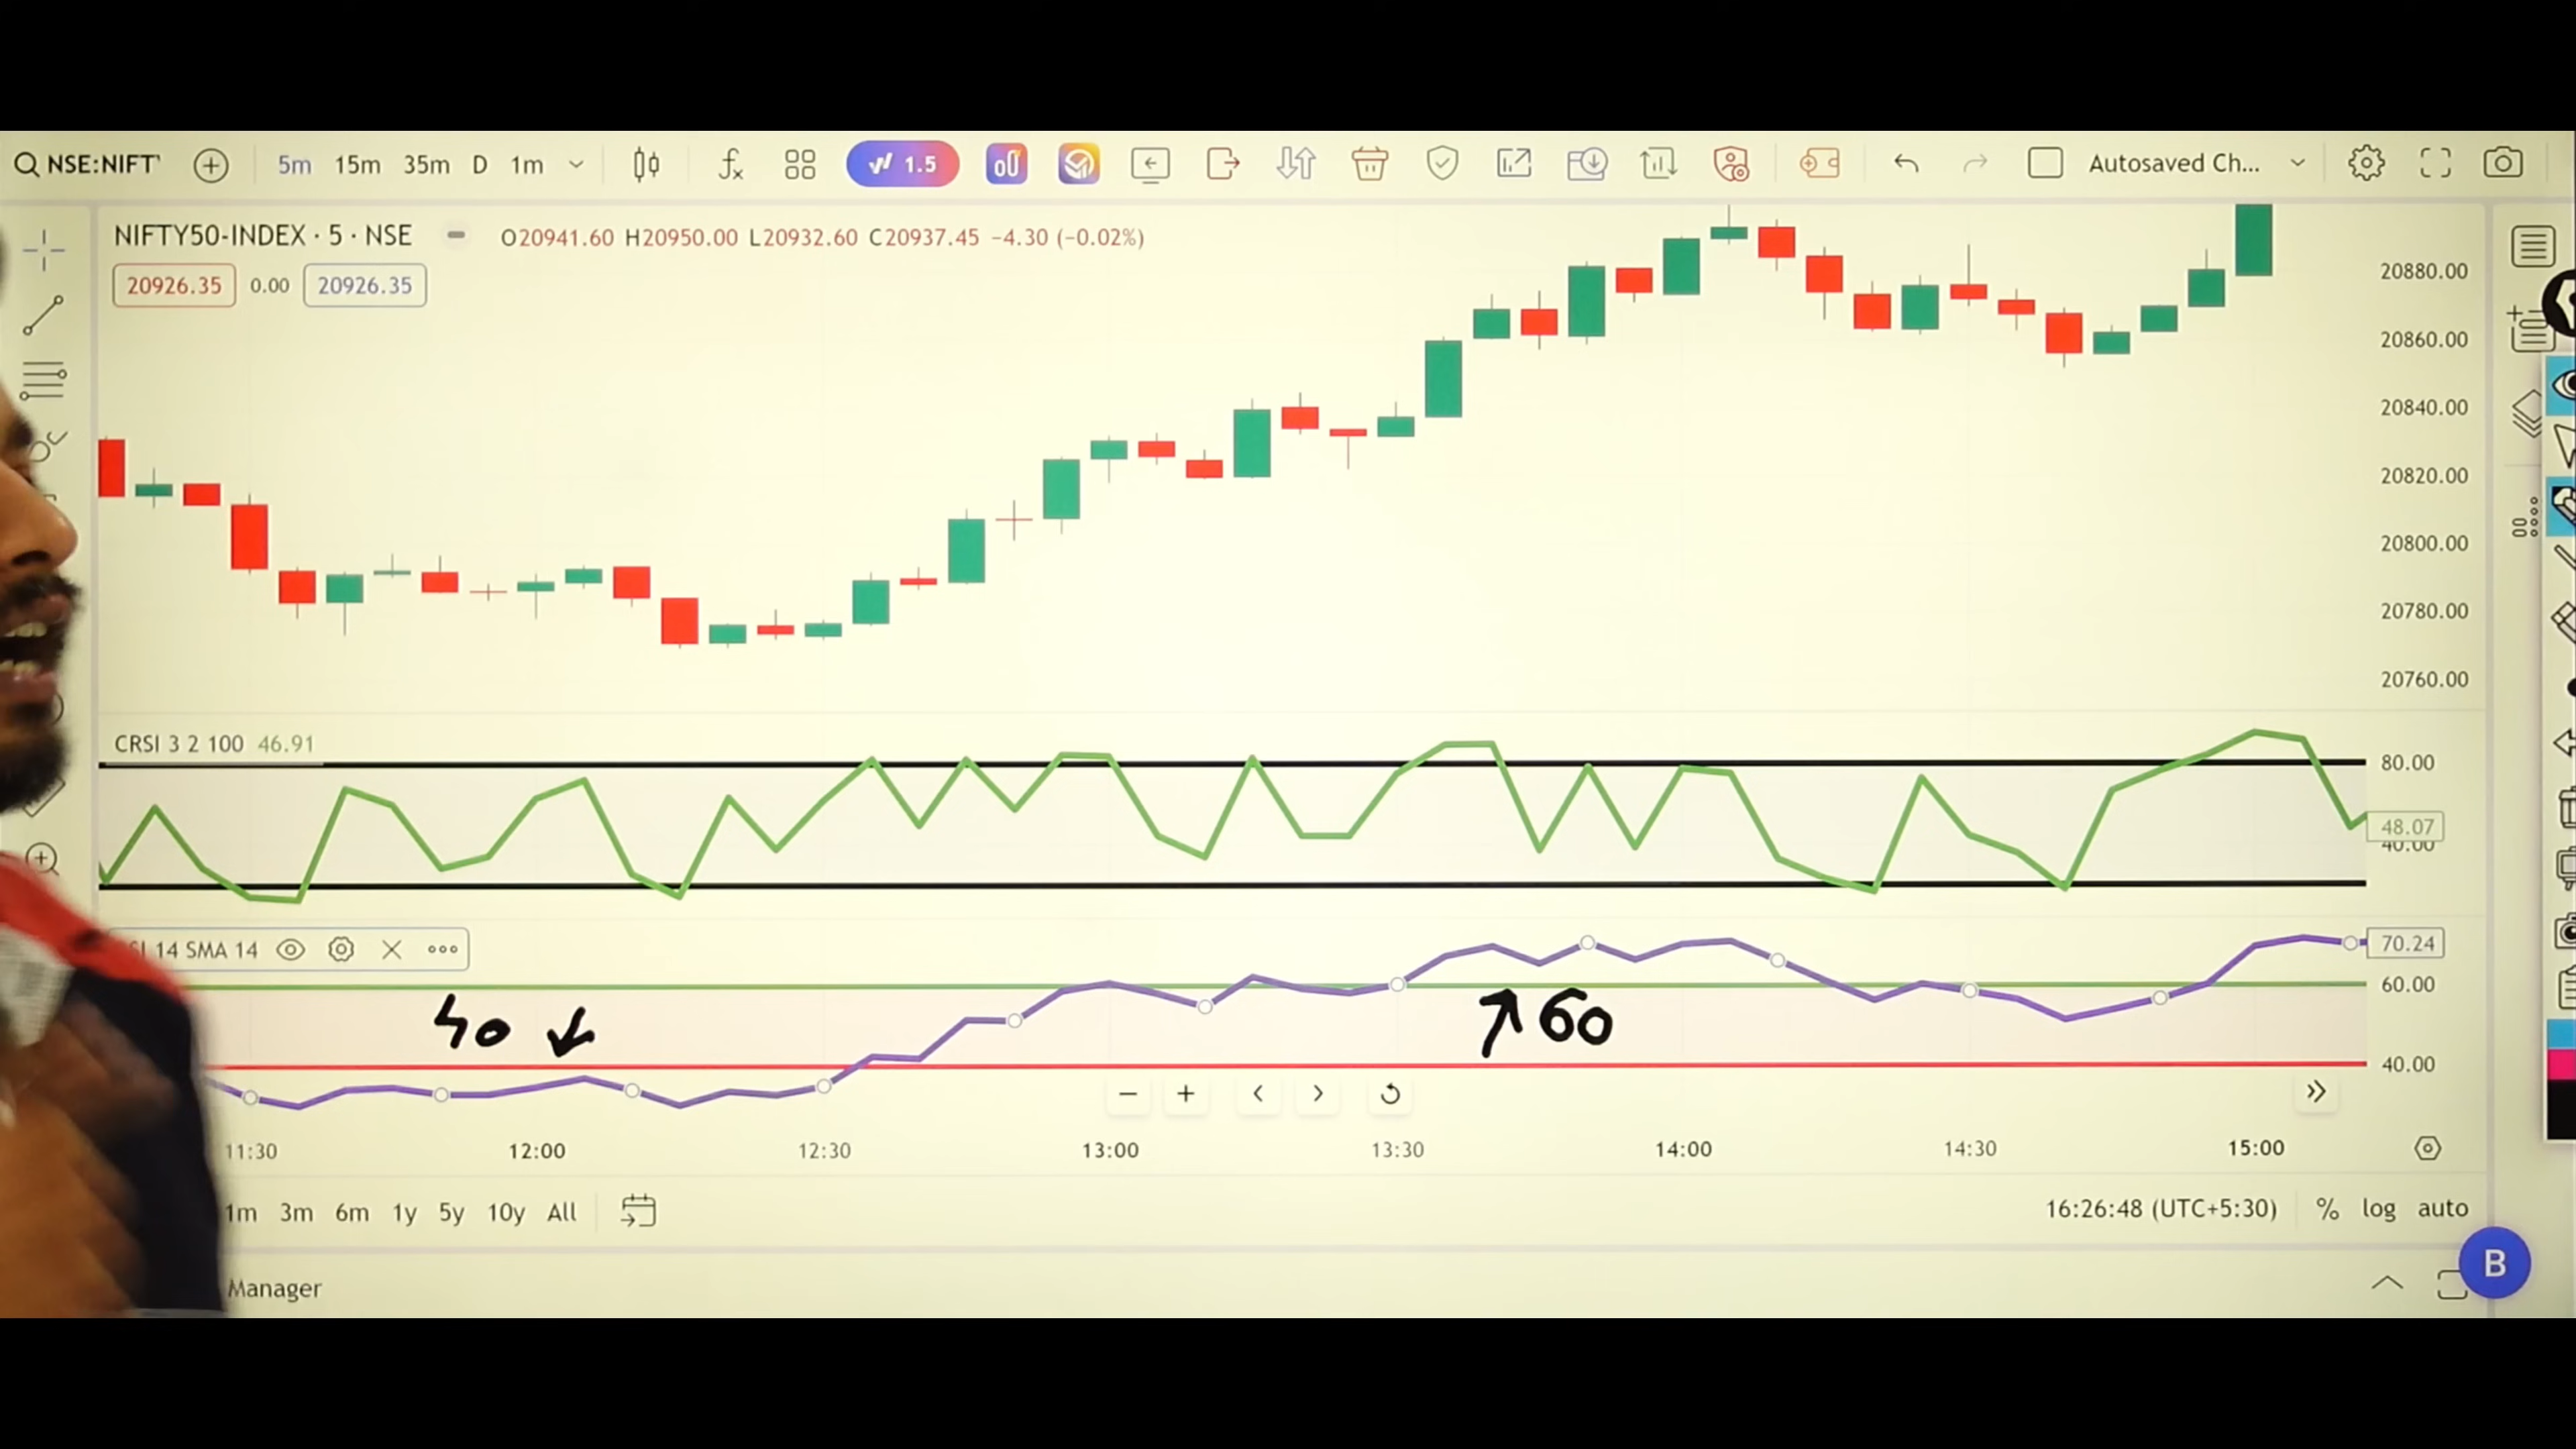 NSE:NIFT
5m 15m 35m D 1m
1.5
Autosaved Ch...
NIFTY50-INDEX · 5 · NSE
O20941.60 H20950.00 L20932.60 C20937.45 −4.30 (−0.02%)
20926.35 0.00 20926.35
20880.00
20860.00
20840.00
20820.00
20800.00
20780.00
20760.00
CRSI 3 2 100 46.91
80.00
48.07
40.00
14 SMA 14
70.24
60.00
40 ↓
↑ 60
40.00
11:30 12:00 12:30 13:00 13:30 14:00 14:30 15:00
1m 3m 6m 1y 5y 10y All
16:26:48 (UTC+5:30) % log auto
Manager
B